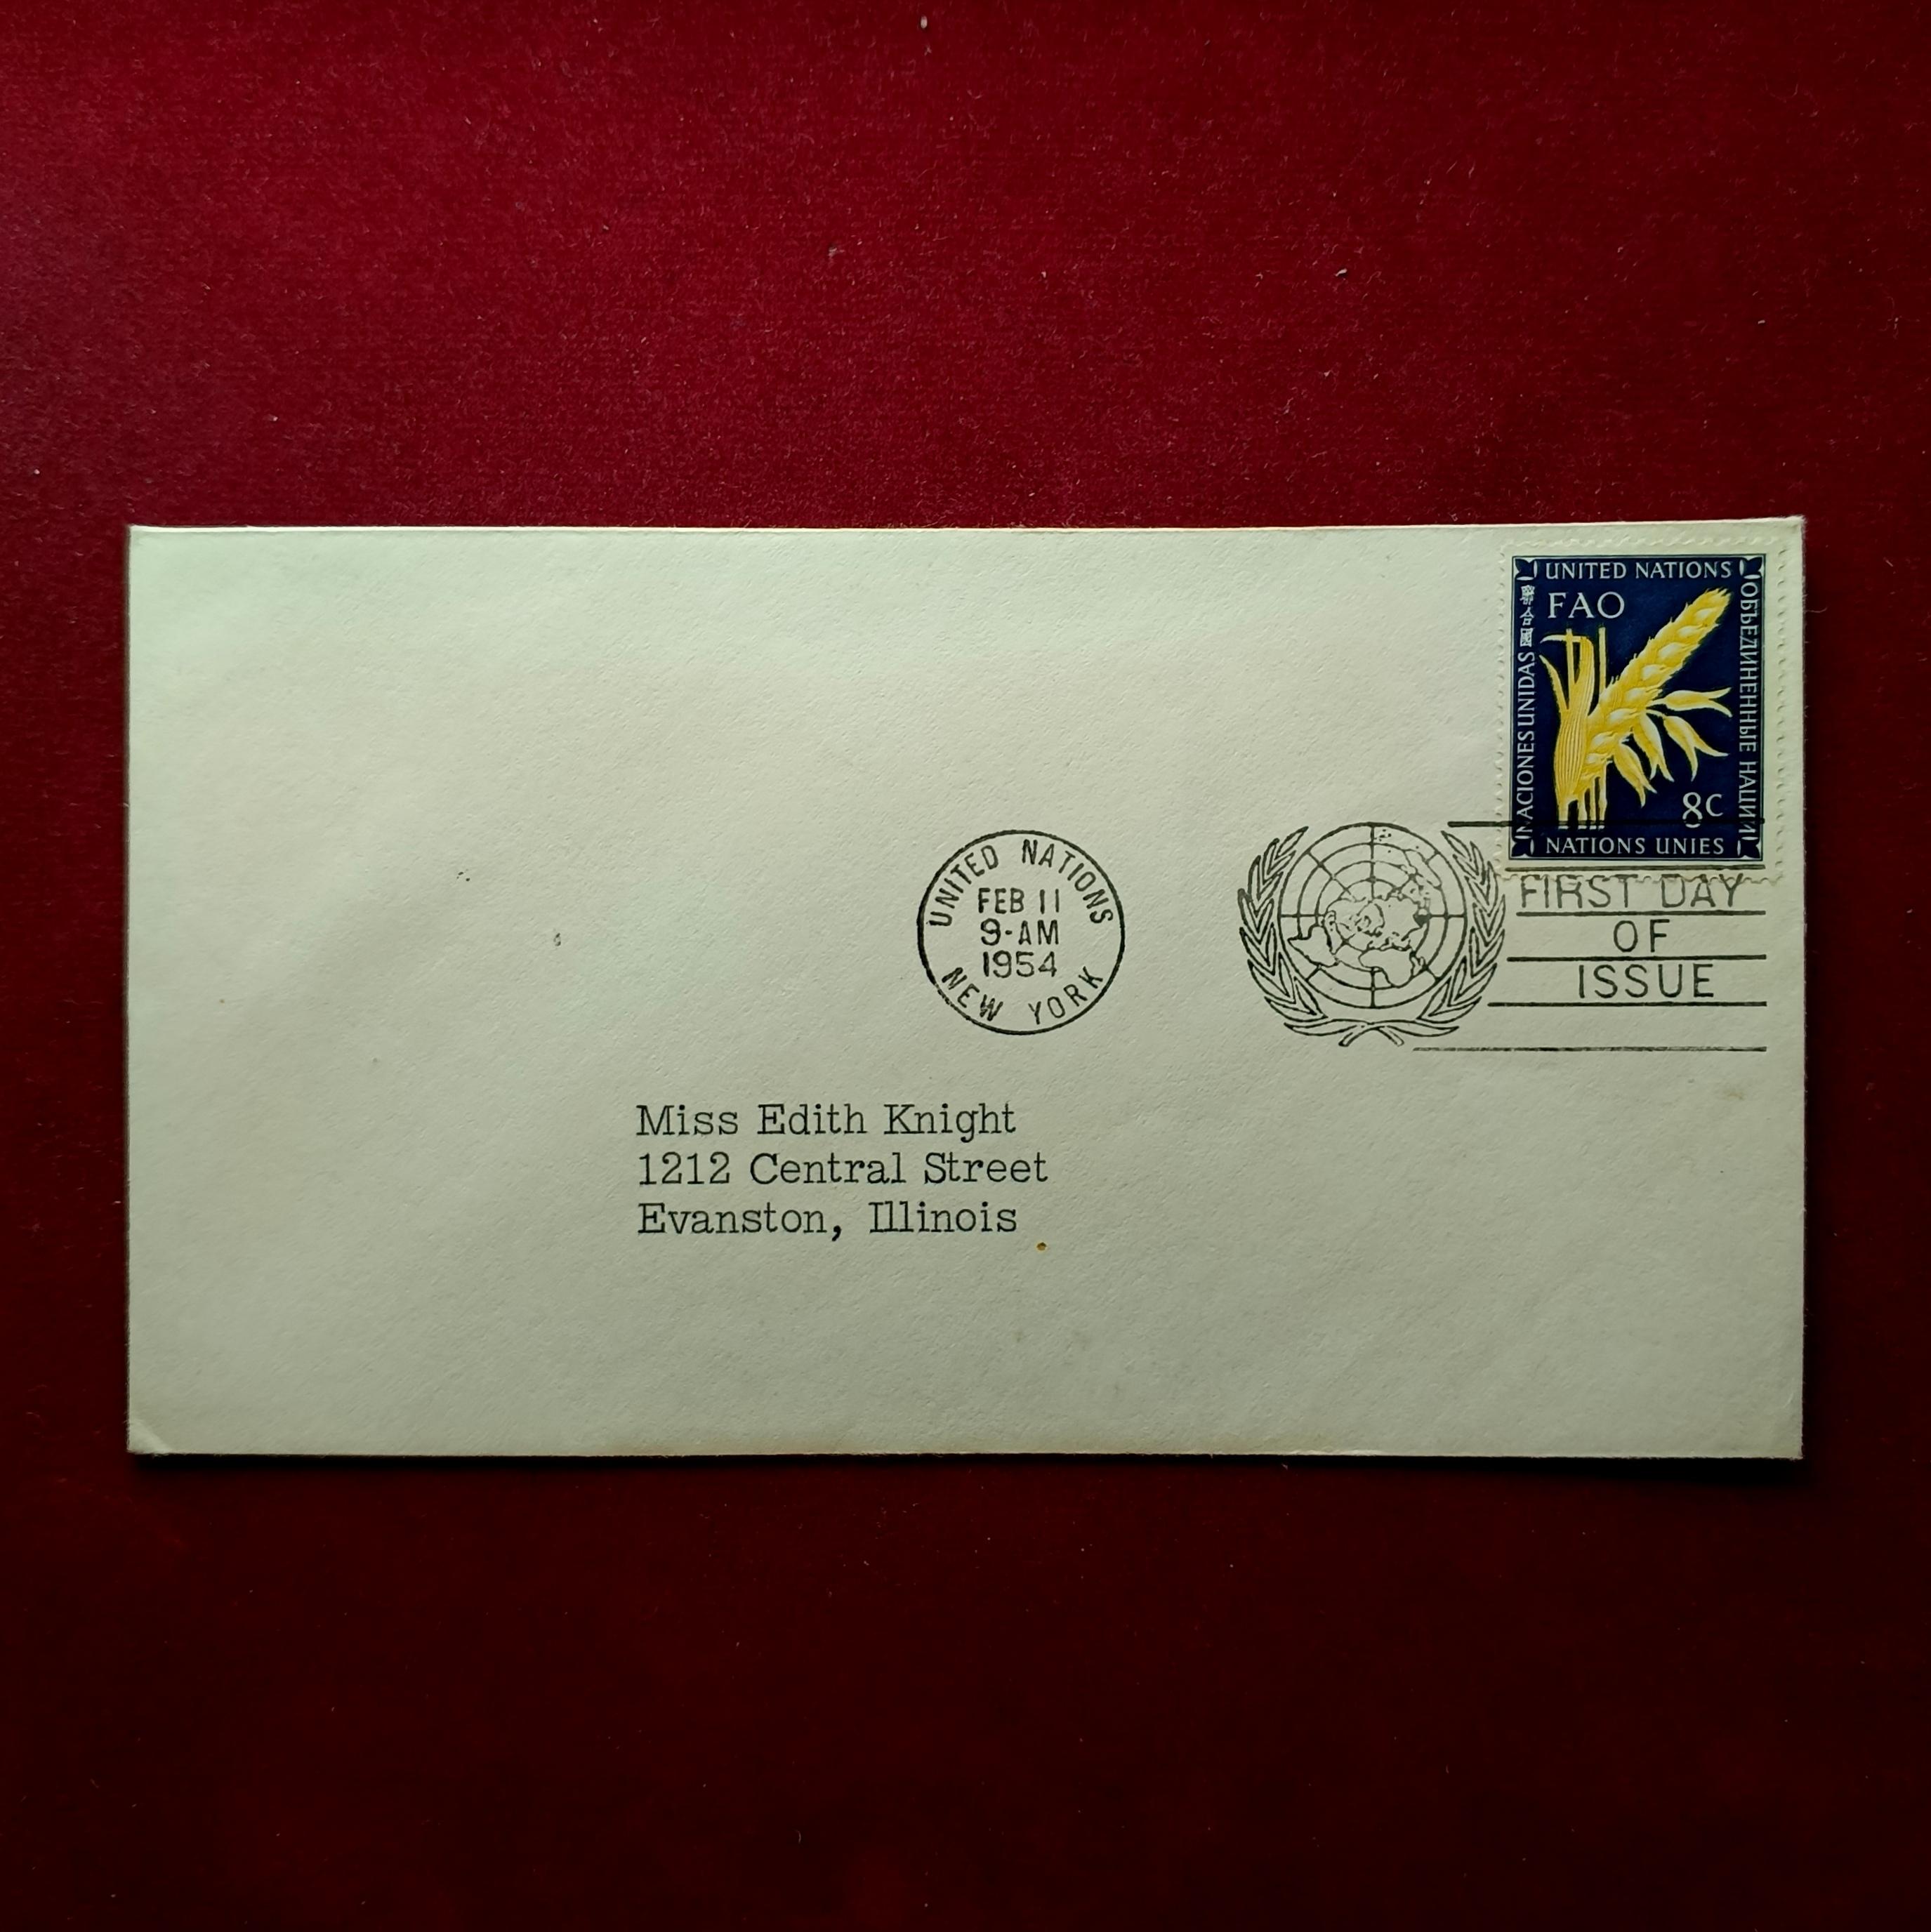 UNITED NATIONS
FAO
聯合國
NACIONES UNIDAS
ОБЪЕДИНЕННЫЕ НАЦИИ
8c
NATIONS UNIES
UNITED NATIONS
FEB 11
9-AM
1954
NEW YORK
FIRST DAY
OF
ISSUE
Miss Edith Knight
1212 Central Street
Evanston, Illinois